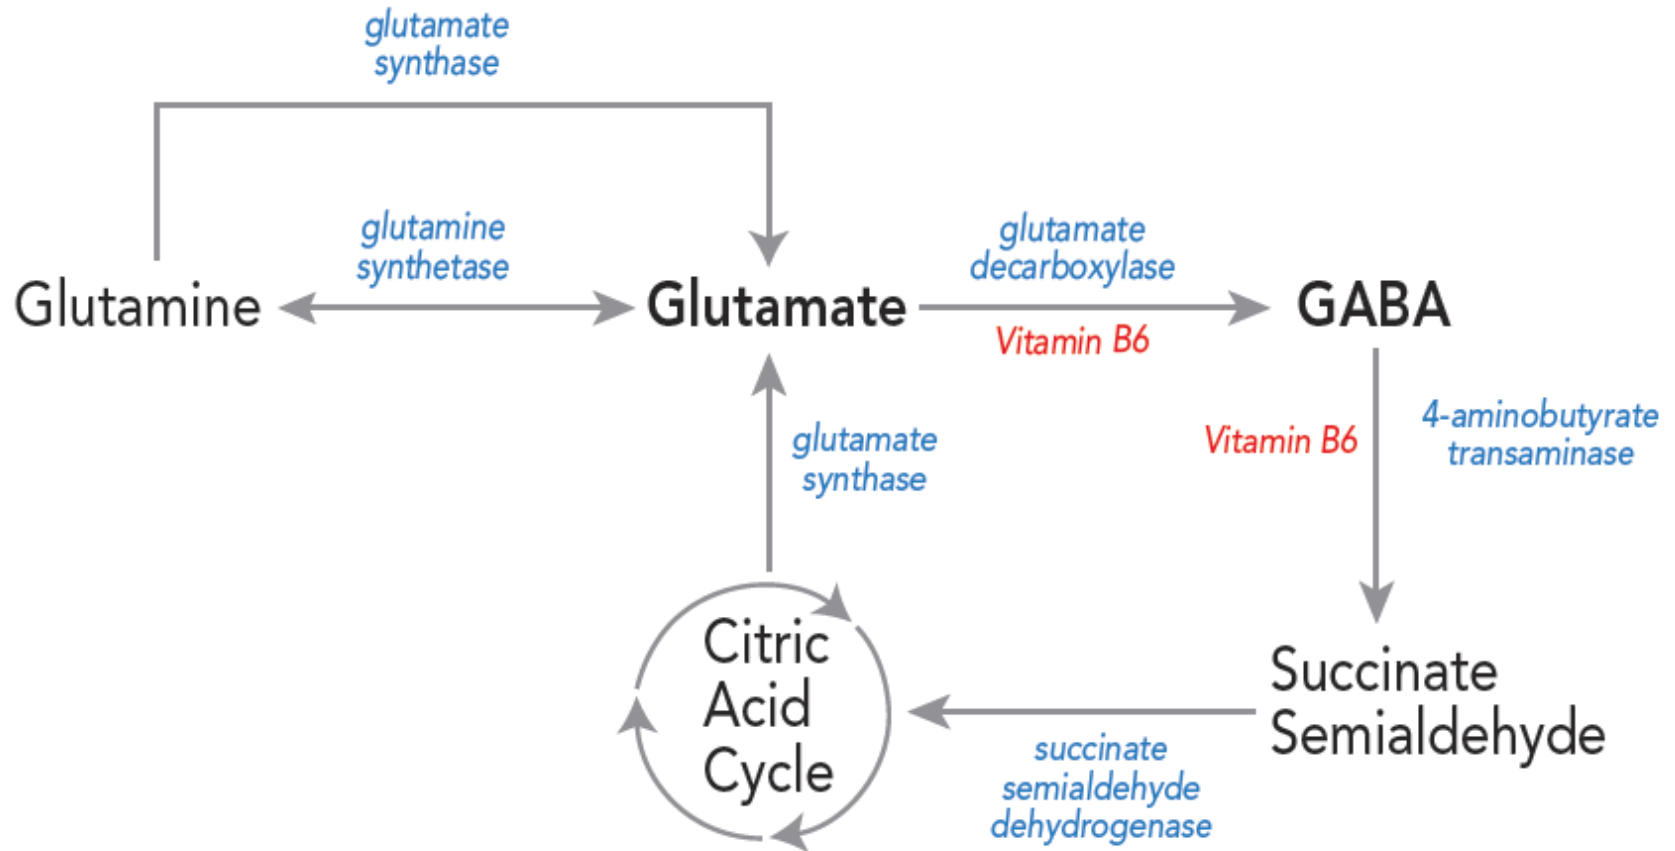 glutamate
synthase
glutamine
synthetase
glutamate
decarboxylase
Glutamine
Glutamate
GABA
Vitamin B6
glutamate
synthase
Vitamin B6
4-aminobutyrate
transaminase
Citric
Acid
Cycle
Succinate
Semialdehyde
succinate
semialdehyde
dehydrogenase